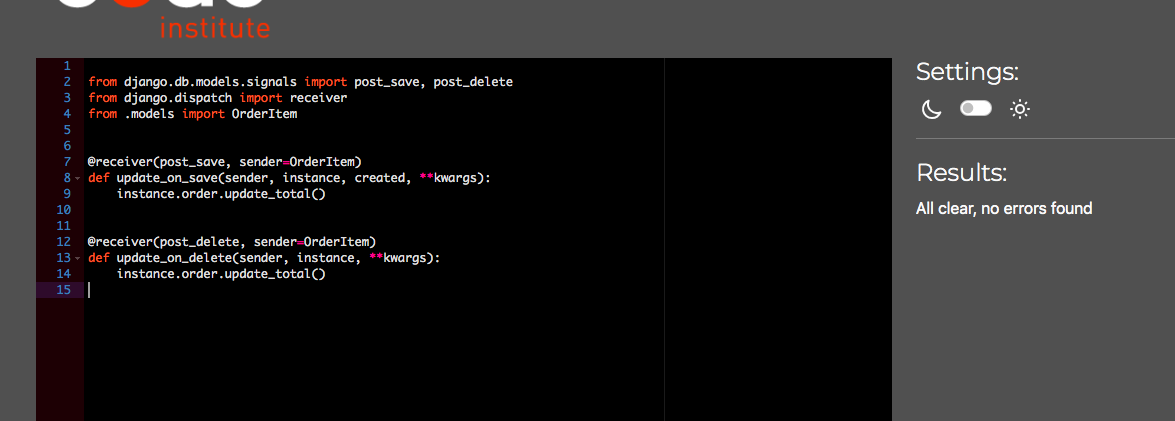 institute
1
2 from django.db.models.signals import post_save, post_delete
3 from django.dispatch import receiver
4 from .models import OrderItem
5
6
7 @receiver(post_save, sender=OrderItem)
8 def update_on_save(sender, instance, created, **kwargs):
9     instance.order.update_total()
10
11
12 @receiver(post_delete, sender=OrderItem)
13 def update_on_delete(sender, instance, **kwargs):
14     instance.order.update_total()
15
Settings:
Results:
All clear, no errors found